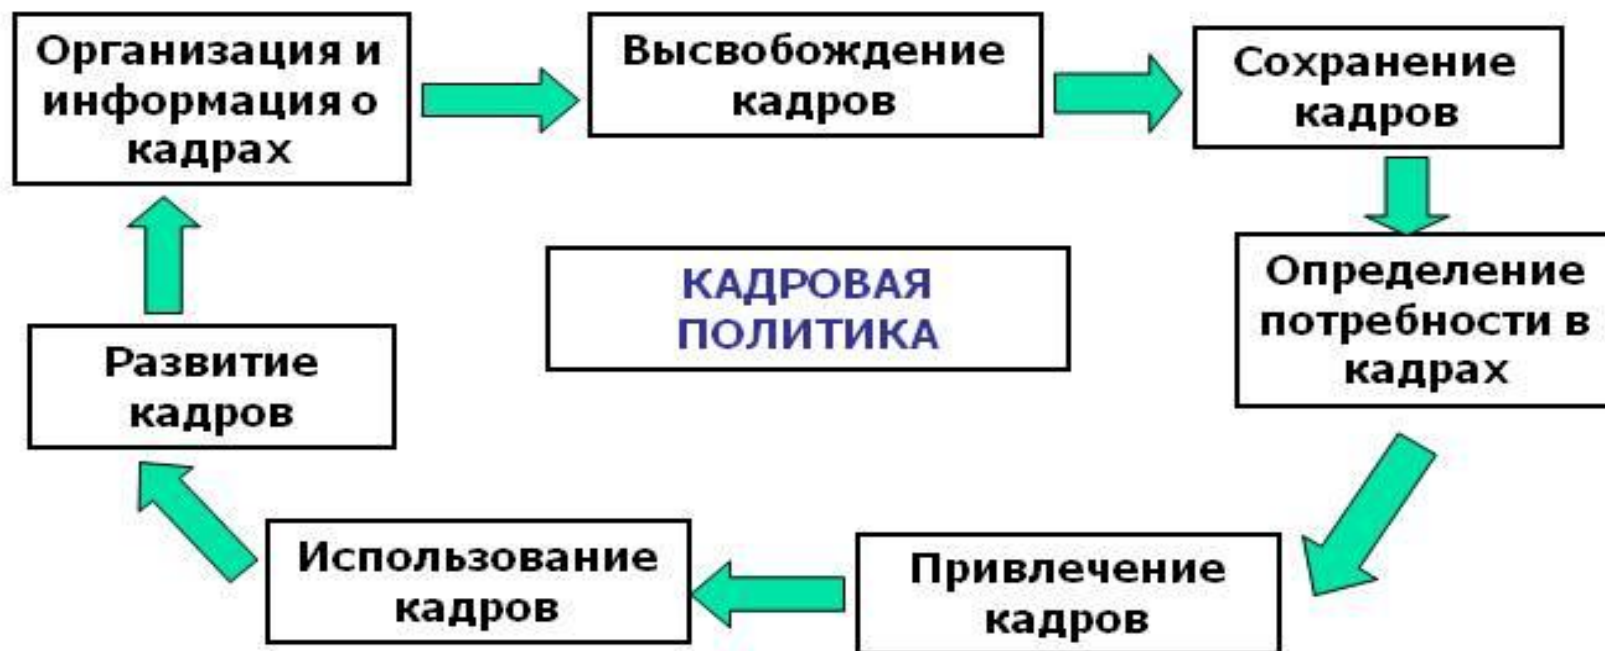 Организация и
информация о
кадрах
Высвобождение
кадров
Сохранение
кадров
КАДРОВАЯ
ПОЛИТИКА
Определение
потребности в
кадрах
Развитие
кадров
Использование
кадров
Привлечение
кадров